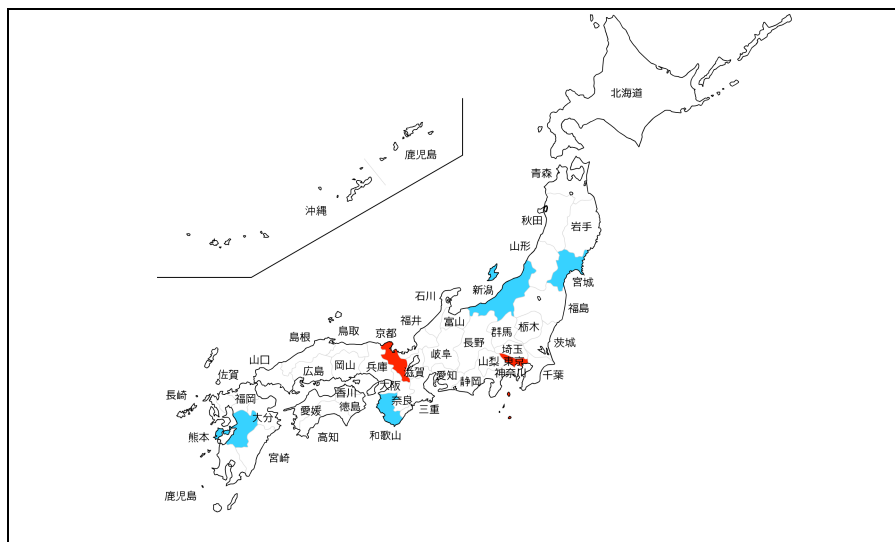 北海道
青森
鹿児島
沖縄
秋田
岩手
山形
宮城
新潟
石川
福島
福井
富山
群馬
栃木
鳥取
京都
島根
長野
茨城
埼玉
岐阜
山口
山梨
東京
広島
岡山
兵庫
滋賀
神奈川
千葉
佐賀
愛知
静岡
大阪
長崎
福岡
香川
奈良
愛媛
徳島
三重
大分
熊本
高知
和歌山
宮崎
鹿児島